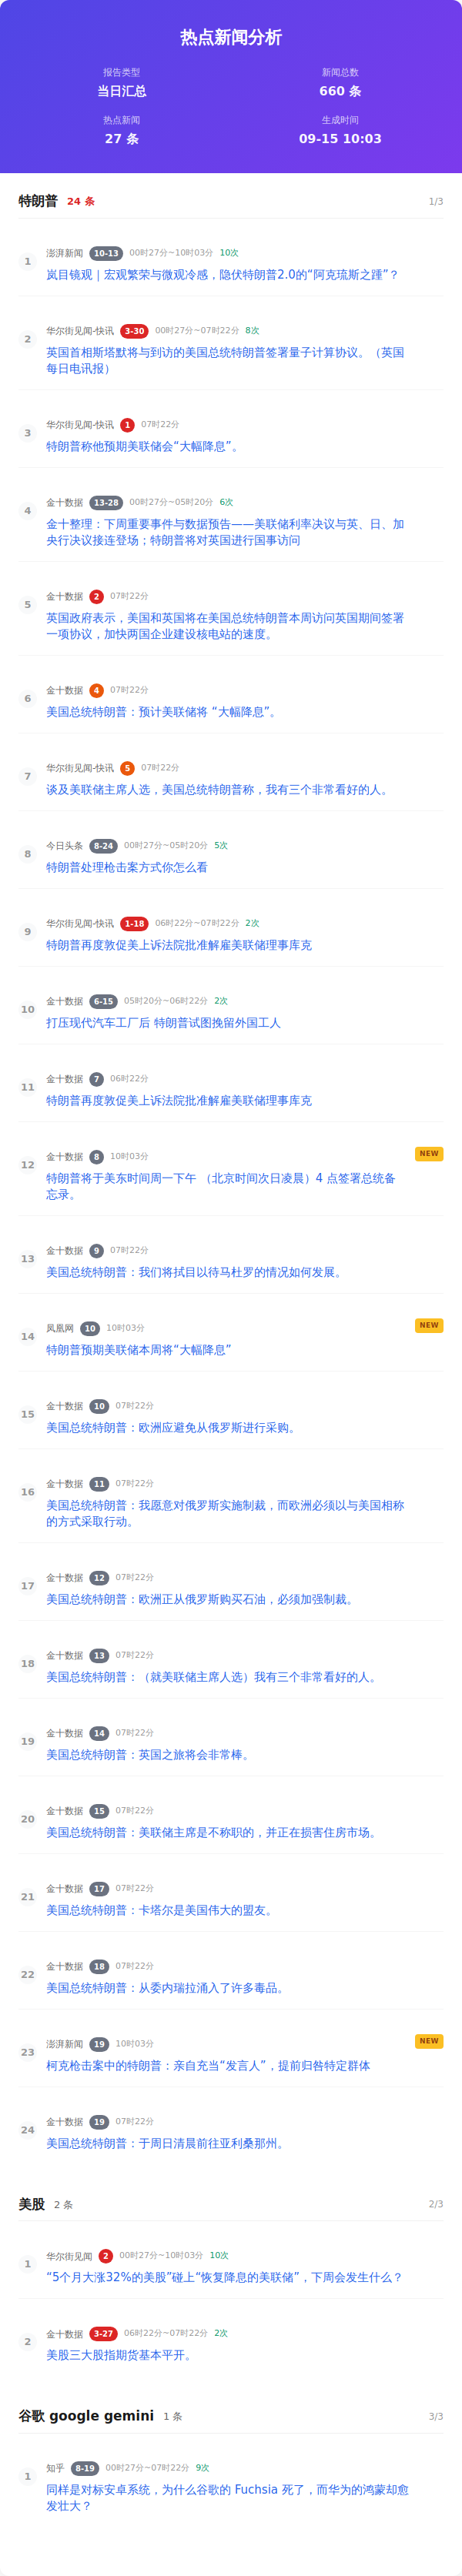 热点新闻分析
报告类型
当日汇总
新闻总数
660 条
热点新闻
27 条
生成时间
09-15 10:03
特朗普 24 条 1/3
1
澎湃新闻 10-13 00时27分~10时03分 10次
岚目镜观｜宏观繁荣与微观冷感，隐伏特朗普2.0的“阿克琉斯之踵”？
2
华尔街见闻-快讯 3-30 00时27分~07时22分 8次
英国首相斯塔默将与到访的美国总统特朗普签署量子计算协议。（英国
每日电讯报）
3
华尔街见闻-快讯 1 07时22分
特朗普称他预期美联储会“大幅降息”。
4
金十数据 13-28 00时27分~05时20分 6次
金十整理：下周重要事件与数据预告——美联储利率决议与英、日、加
央行决议接连登场；特朗普将对英国进行国事访问
5
金十数据 2 07时22分
英国政府表示，美国和英国将在美国总统特朗普本周访问英国期间签署
一项协议，加快两国企业建设核电站的速度。
6
金十数据 4 07时22分
美国总统特朗普：预计美联储将 “大幅降息”。
7
华尔街见闻-快讯 5 07时22分
谈及美联储主席人选，美国总统特朗普称，我有三个非常看好的人。
8
今日头条 8-24 00时27分~05时20分 5次
特朗普处理枪击案方式你怎么看
9
华尔街见闻-快讯 1-18 06时22分~07时22分 2次
特朗普再度敦促美上诉法院批准解雇美联储理事库克
10
金十数据 6-15 05时20分~06时22分 2次
打压现代汽车工厂后 特朗普试图挽留外国工人
11
金十数据 7 06时22分
特朗普再度敦促美上诉法院批准解雇美联储理事库克
12
金十数据 8 10时03分 NEW
特朗普将于美东时间周一下午 （北京时间次日凌晨）4 点签署总统备
忘录。
13
金十数据 9 07时22分
美国总统特朗普：我们将拭目以待马杜罗的情况如何发展。
14
凤凰网 10 10时03分 NEW
特朗普预期美联储本周将“大幅降息”
15
金十数据 10 07时22分
美国总统特朗普：欧洲应避免从俄罗斯进行采购。
16
金十数据 11 07时22分
美国总统特朗普：我愿意对俄罗斯实施制裁，而欧洲必须以与美国相称
的方式采取行动。
17
金十数据 12 07时22分
美国总统特朗普：欧洲正从俄罗斯购买石油，必须加强制裁。
18
金十数据 13 07时22分
美国总统特朗普：（就美联储主席人选）我有三个非常看好的人。
19
金十数据 14 07时22分
美国总统特朗普：英国之旅将会非常棒。
20
金十数据 15 07时22分
美国总统特朗普：美联储主席是不称职的，并正在损害住房市场。
21
金十数据 17 07时22分
美国总统特朗普：卡塔尔是美国伟大的盟友。
22
金十数据 18 07时22分
美国总统特朗普：从委内瑞拉涌入了许多毒品。
23
澎湃新闻 19 10时03分 NEW
柯克枪击案中的特朗普：亲自充当“发言人”，提前归咎特定群体
24
金十数据 19 07时22分
美国总统特朗普：于周日清晨前往亚利桑那州。
美股 2 条 2/3
1
华尔街见闻 2 00时27分~10时03分 10次
“5个月大涨32%的美股”碰上“恢复降息的美联储”，下周会发生什么？
2
金十数据 3-27 06时22分~07时22分 2次
美股三大股指期货基本平开。
谷歌 google gemini 1 条 3/3
1
知乎 8-19 00时27分~07时22分 9次
同样是对标安卓系统，为什么谷歌的 Fuchsia 死了，而华为的鸿蒙却愈
发壮大？